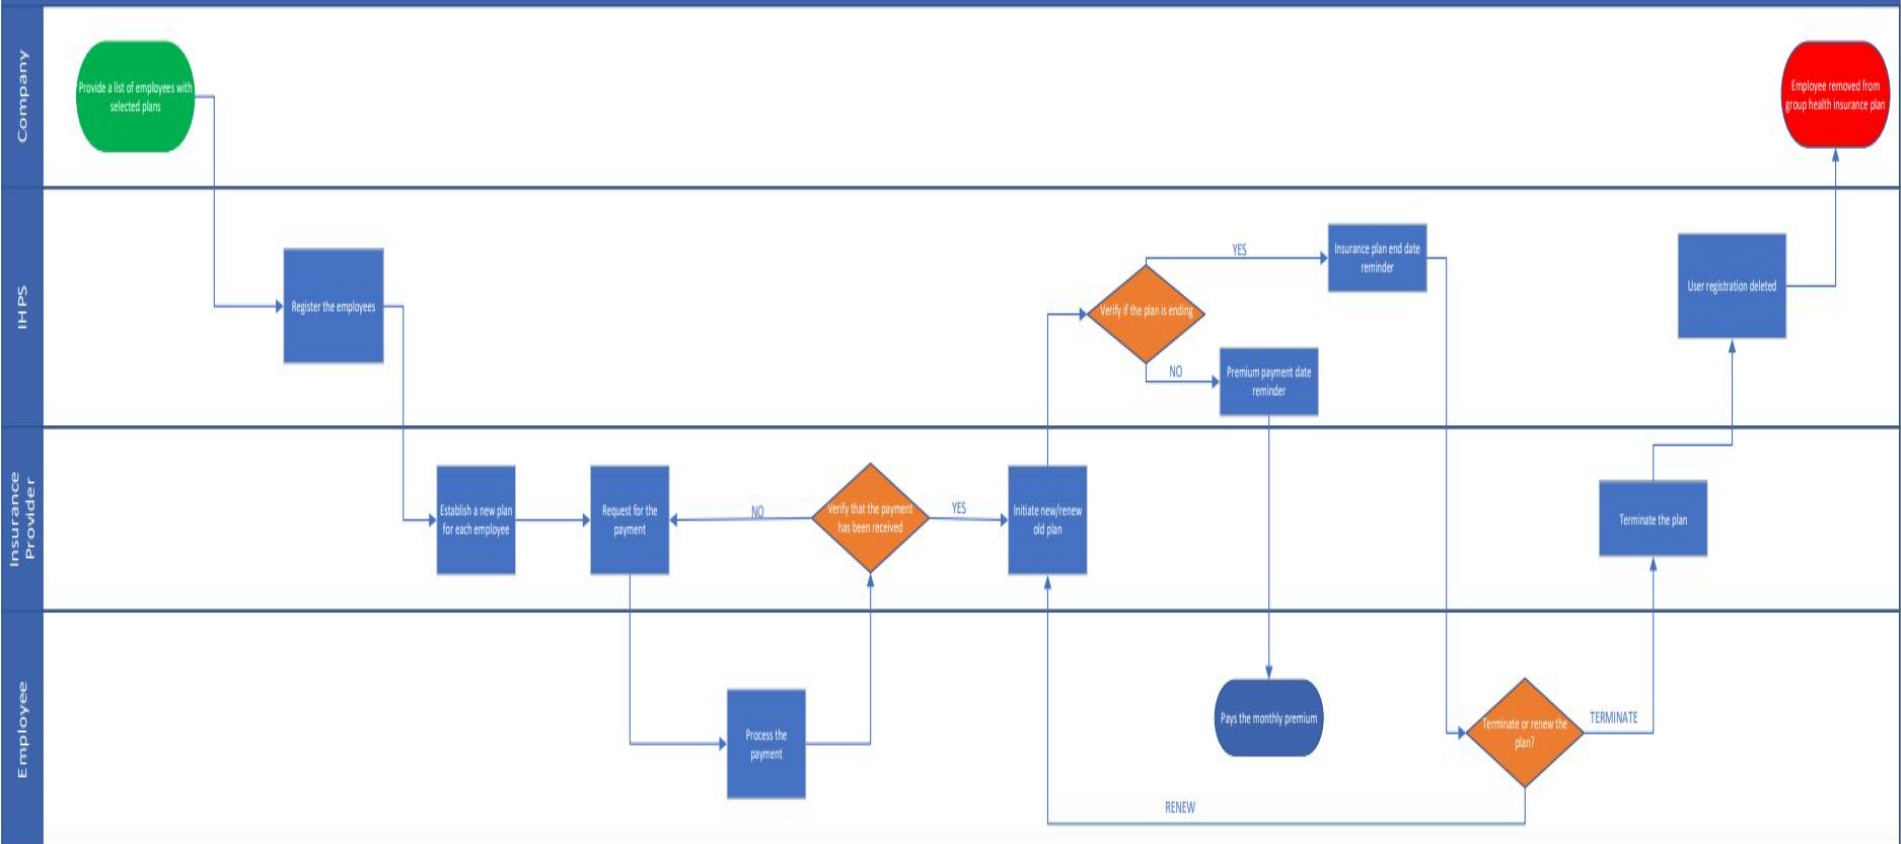 Company
Provide a list of employees with
selected plans
Employee removed from
group health insurance plan
IHPS
Register the employees
Verify if the plan is ending
YES
NO
Insurance plan end date
reminder
Premium payment date
reminder
User registration deleted
Insurance
Provider
Establish a new plan
for each employee
Request for the
payment
NO
Verify that the payment
has been received
YES
Initiate new/renew
old plan
Terminate the plan
Employee
Process the
payment
Pays the monthly premium
Terminate or renew the
plan?
TERMINATE
RENEW